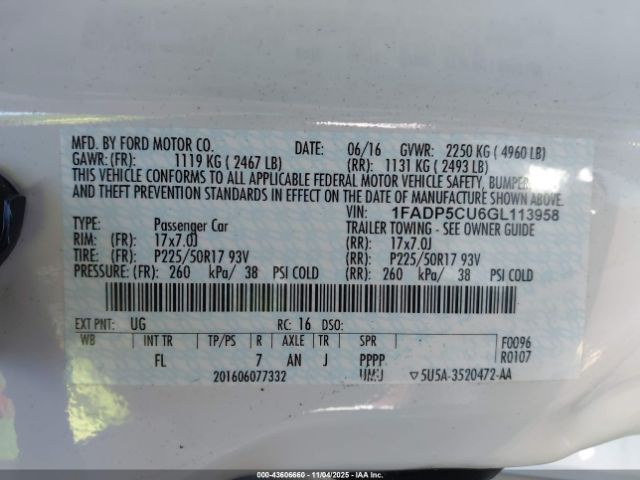 MFD. BY FORD MOTOR CO. DATE: 06/16 GVWR: 2250 KG ( 4960 LB)
GAWR: (FR): 1119 KG ( 2467 LB) (RR): 1131 KG ( 2493 LB)
THIS VEHICLE CONFORMS TO ALL APPLICABLE FEDERAL MOTOR VEHICLE SAFETY, BUMPER,
AND THEFT PREVENTION STANDARDS IN EFFECT ON THE DATE OF MANUFACTURE SHOWN ABOVE.
VIN: 1FADP5CU6GL113958
TYPE: Passenger Car TRAILER TOWING - SEE OWNER GUIDE
RIM: (FR): 17x7.0J (RR): 17x7.0J
TIRE: (FR): P225/50R17 93V (RR): P225/50R17 93V
PRESSURE: (FR): 260 kPa/ 38 PSI COLD (RR): 260 kPa/ 38 PSI COLD
EXT PNT: UG RC: 16 DSO:
WB INT TR TP/PS R AXLE TR SPR F0096
FL 7 AN J PPPP R0107
201606077332 UMU ▽5U5A-3520472-AA
00-43606660 - 11/04/2025 - IAA Inc.